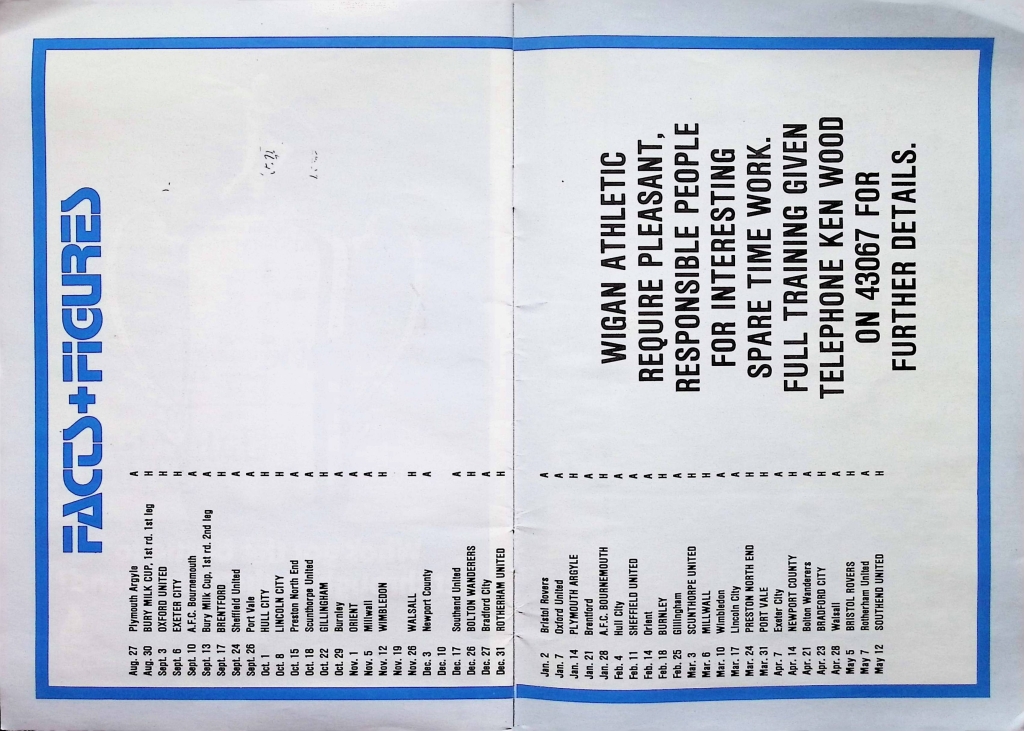 FACTS+FIGURES
Aug. 27 Plymouth Argyle A
Aug. 30 BURY MILK CUP. 1st rd. 1st leg H
Sept. 3 OXFORD UNITED H
Sept. 6 EXETER CITY H
Sept. 10 A.F.C. Bournemouth A
Sept. 13 Bury Milk Cup. 1st rd. 2nd leg A
Sept. 17 BRENTFORD H
Sept. 24 Sheffield United A
Sept. 26 Port Vale A
Oct. 1 HULL CITY H
Oct. 8 LINCOLN CITY H
Oct. 15 Preston North End A
Oct. 18 Scunthorpe United A
Oct. 22 GILLINGHAM H
Oct. 29 Burnley A
Nov. 1 ORIENT A
Nov. 5 Millwall A
Nov. 12 WIMBLEDON H
Nov. 19
Nov. 26 WALSALL H
Dec. 3 Newport County A
Dec. 10
Dec. 17 Southend United A
Dec. 26 BOLTON WANDERERS H
Dec. 27 Bradford City A
Dec. 31 ROTHERHAM UNITED H
Jan. 2 Bristol Rovers A
Jan. 7 Oxford United A
Jan. 14 PLYMOUTH ARGYLE H
Jan. 21 Brentford A
Jan. 28 A.F.C. BOURNEMOUTH H
Feb. 4 Hull City A
Feb. 11 SHEFFIELD UNITED H
Feb. 14 Orient A
Feb. 18 BURNLEY H
Feb. 25 Gillingham A
Mar. 3 SCUNTHORPE UNITED H
Mar. 6 MILLWALL H
Mar. 10 Wimbledon A
Mar. 17 Lincoln City A
Mar. 24 PRESTON NORTH END H
Mar. 31 PORT VALE H
Apr. 7 Exeter City A
Apr. 14 NEWPORT COUNTY H
Apr. 21 Bolton Wanderers A
Apr. 23 BRADFORD CITY H
Apr. 28 Walsall A
May 5 BRISTOL ROVERS H
May 7 Rotherham United A
May 12 SOUTHEND UNITED H
WIGAN ATHLETIC
REQUIRE PLEASANT,
RESPONSIBLE PEOPLE
FOR INTERESTING
SPARE TIME WORK.
FULL TRAINING GIVEN
TELEPHONE KEN WOOD
ON 43067 FOR
FURTHER DETAILS.